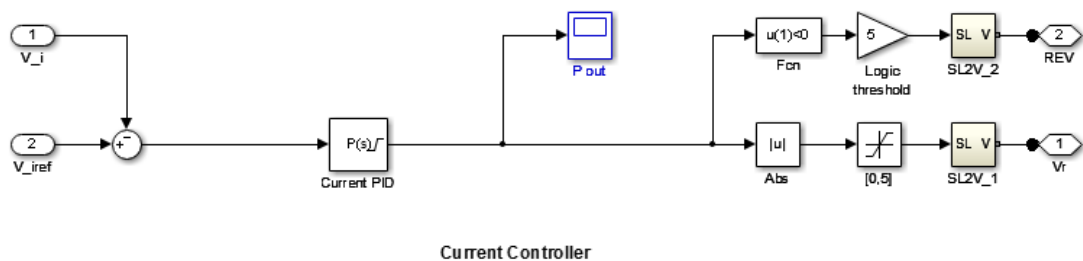 1
V_i
2
V_iref
+
−
P(s)
Current PID
P out
u(1)<0
Fcn
5
Logic
threshold
SL V
SL2V_2
2
REV
|u|
Abs
[0,5]
SL V
SL2V_1
1
Vr
Current Controller